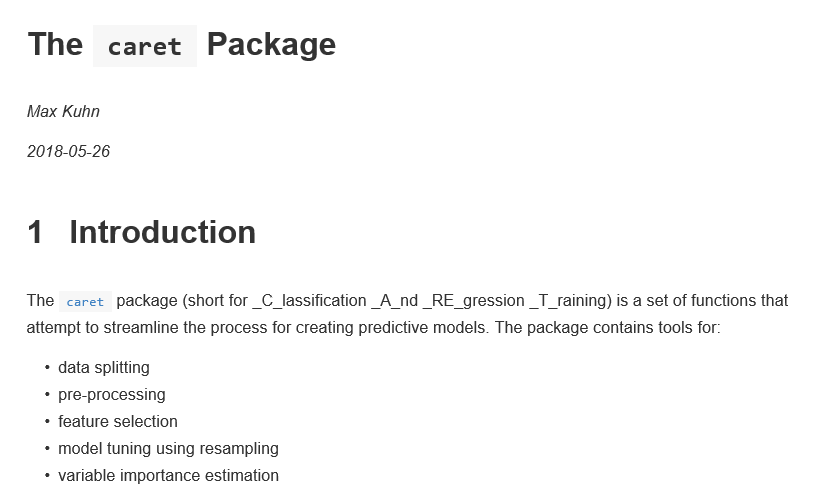 The caret Package
Max Kuhn
2018-05-26
1 Introduction
The caret package (short for _C_lassification _A_nd _RE_gression _T_raining) is a set of functions that
attempt to streamline the process for creating predictive models. The package contains tools for:
• data splitting
• pre-processing
• feature selection
• model tuning using resampling
• variable importance estimation